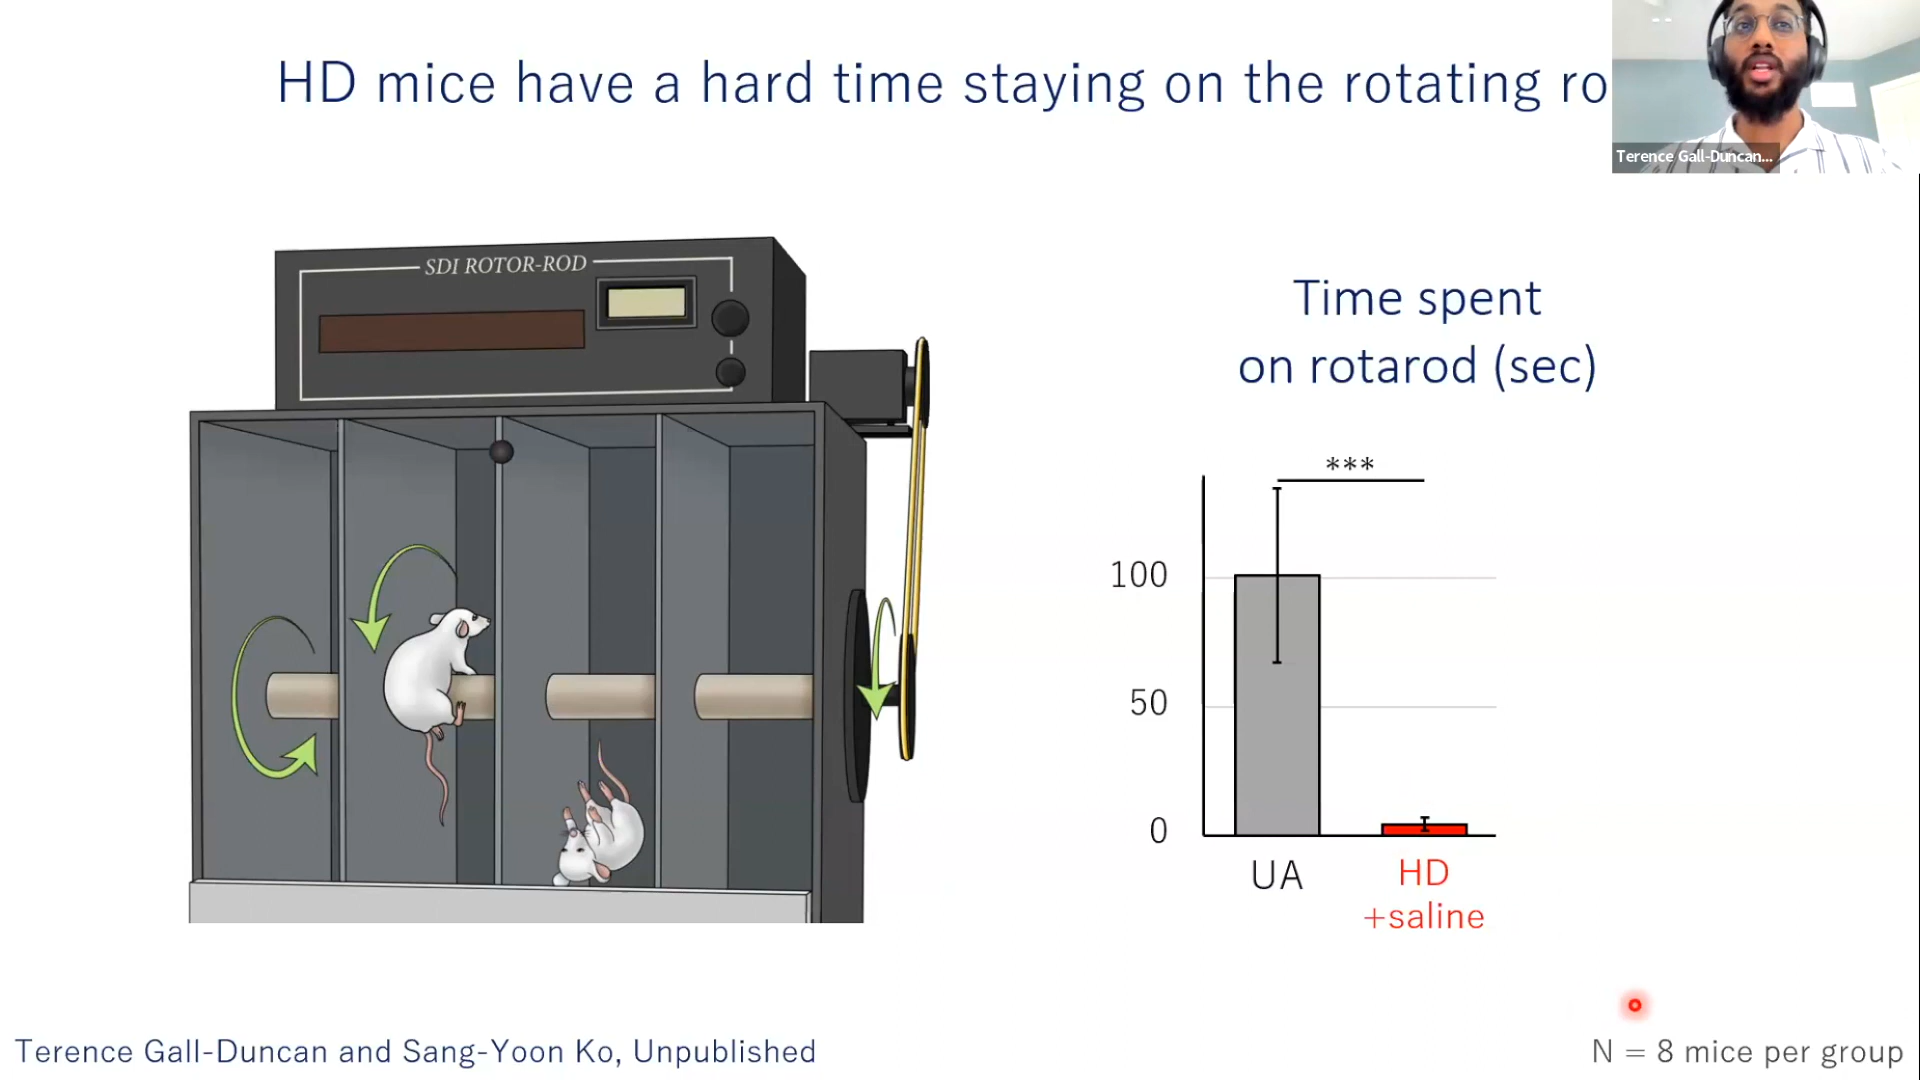 HD mice have a hard time staying on the rotating ro
Terence Gall-Duncan...
SDI ROTOR-ROD
Time spent
on rotarod (sec)
***
100
50
0
UA
HD
+saline
Terence Gall-Duncan and Sang-Yoon Ko, Unpublished
N = 8 mice per group